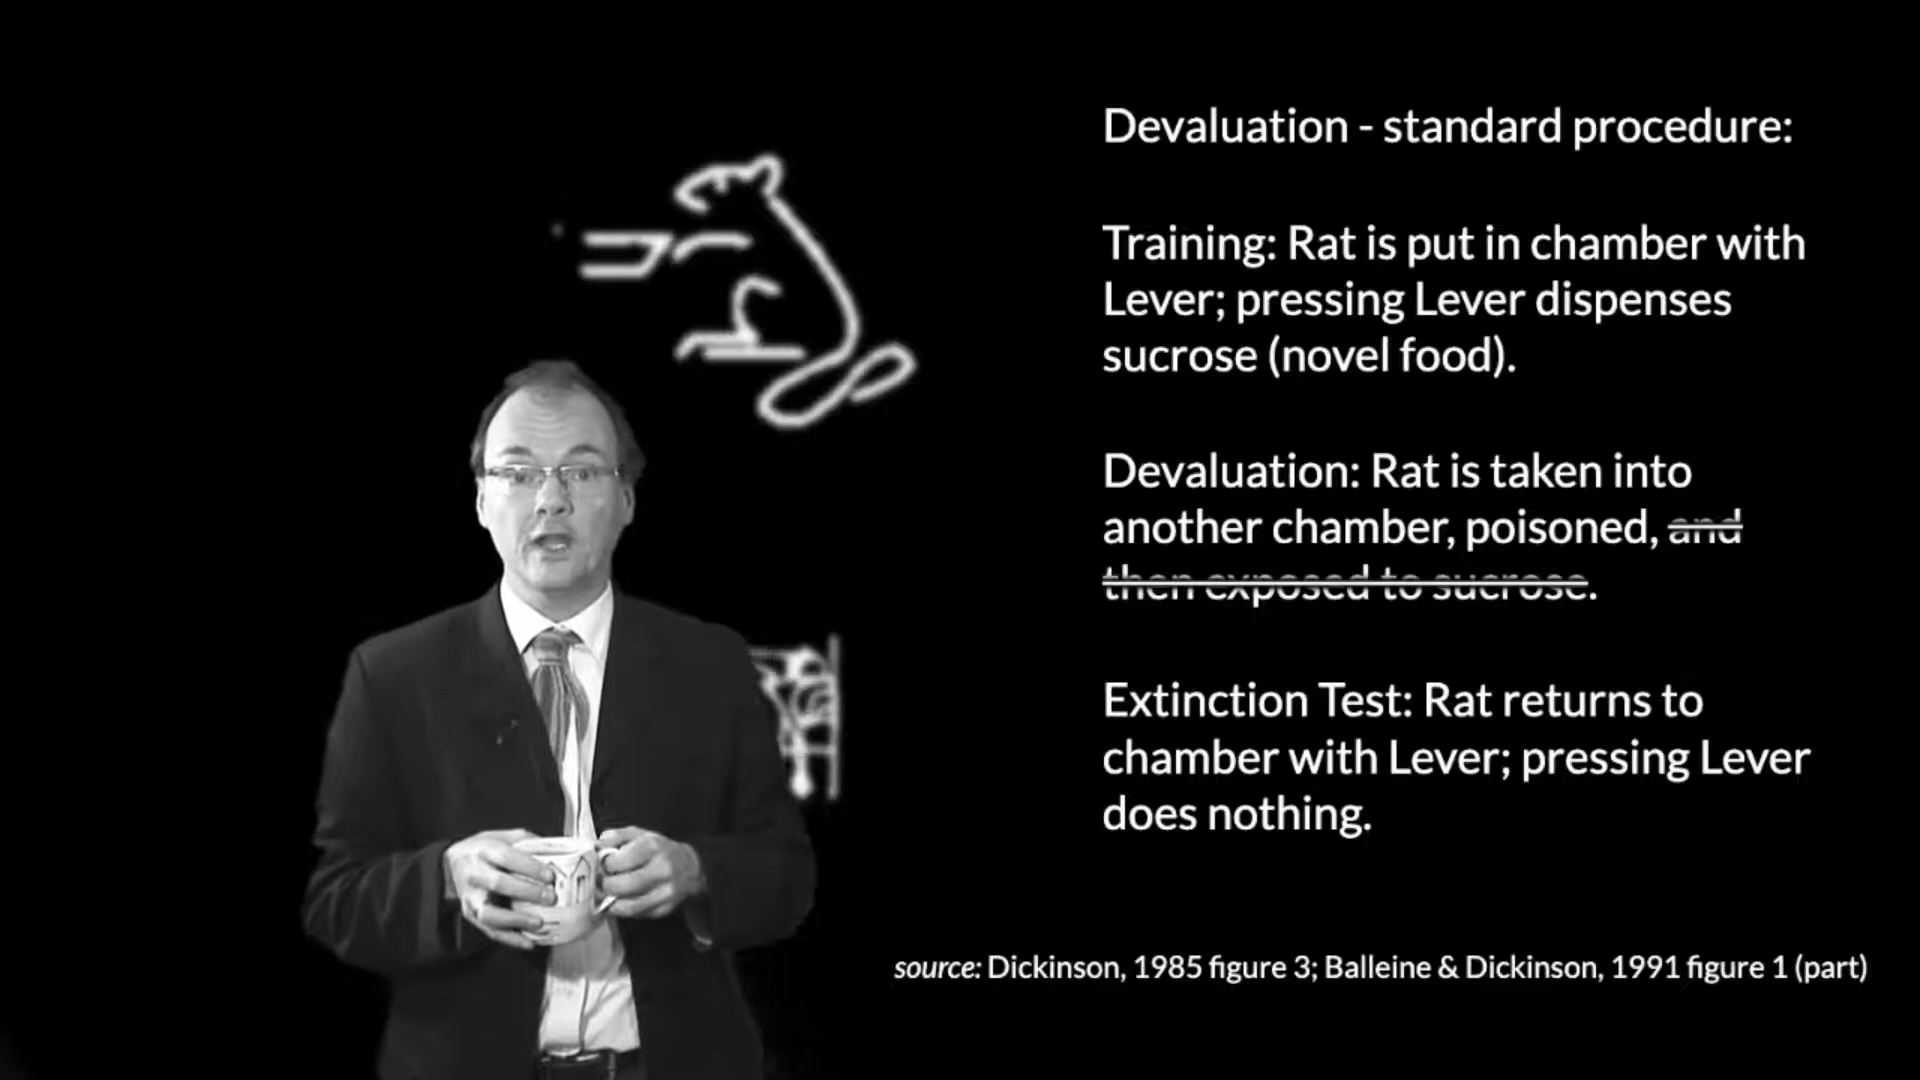 Devaluation - standard procedure:
Training: Rat is put in chamber with
Lever; pressing Lever dispenses
sucrose (novel food).
Devaluation: Rat is taken into
another chamber, poisoned, and
then exposed to sucrose.
Extinction Test: Rat returns to
chamber with Lever; pressing Lever
does nothing.
source: Dickinson, 1985 figure 3; Balleine & Dickinson, 1991 figure 1 (part)